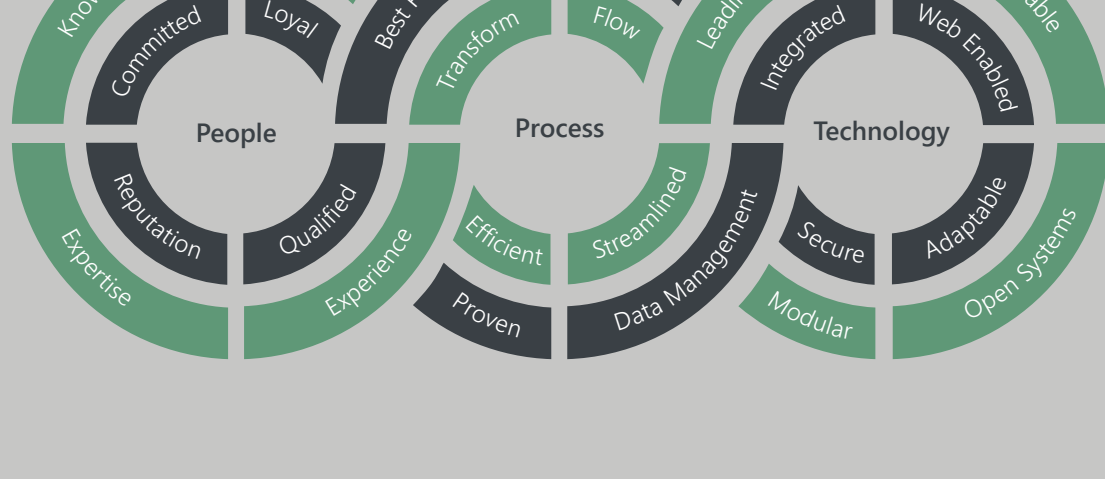 Committed
Loyal
Transform
Flow
Integrated
Web Enabled
People
Process
Technology
Reputation
Qualified
Expertise
Experience
Efficient
Streamlined
Proven
Data Management
Secure
Adaptable
Modular
Open Systems